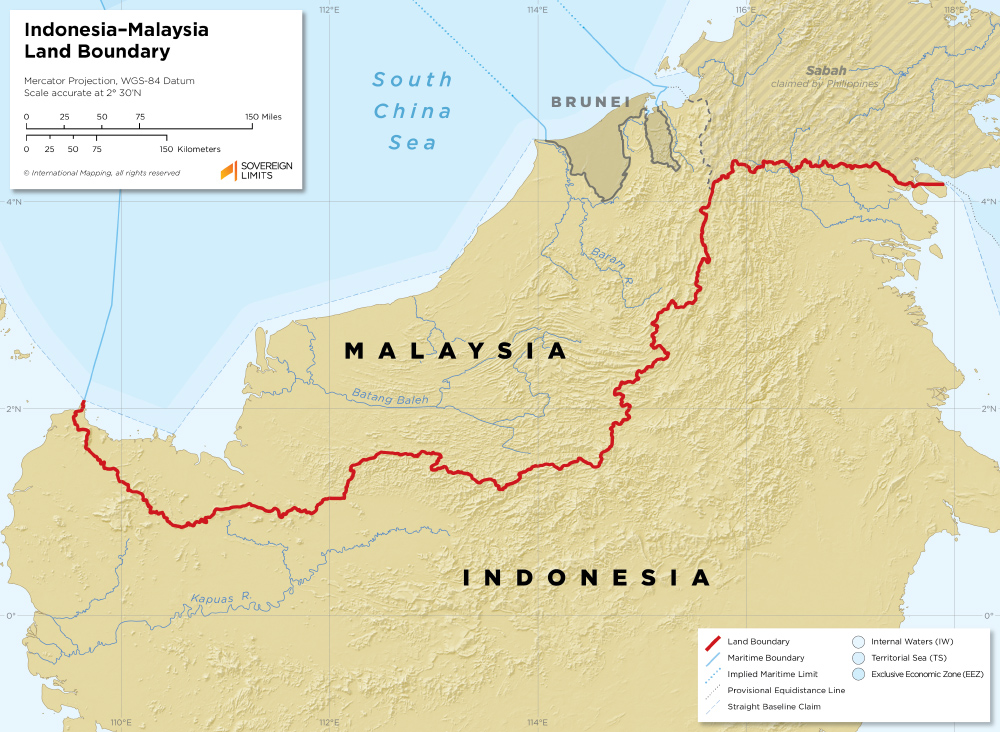 Indonesia–Malaysia
Land Boundary
Mercator Projection, WGS-84 Datum
Scale accurate at 2° 30'N
0 25 50 75 150 Miles
0 25 50 75 150 Kilometers
© International Mapping, all rights reserved
SOVEREIGN
LIMITS
112°E 114°E 116°E 118°E
South
China
Sea
BRUNEI
Sabah
claimed by Philippines
4°N 4°N
Baram R.
MALAYSIA
Batang Baleh
2°N 2°N
INDONESIA
Kapuas R.
0° 0°
110°E 112°E 114°E
Land Boundary
Maritime Boundary
Implied Maritime Limit
Provisional Equidistance Line
Straight Baseline Claim
Internal Waters (IW)
Territorial Sea (TS)
Exclusive Economic Zone (EEZ)